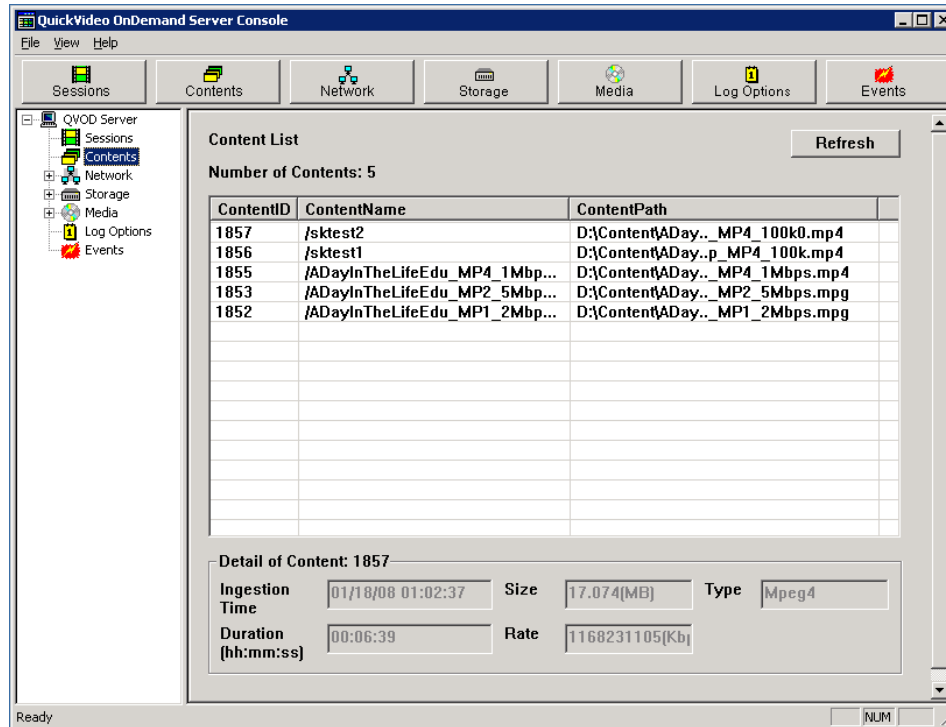 QuickVideo OnDemand Server Console
File View Help
Sessions Contents Network Storage Media Log Options Events
QVOD Server
Sessions
Contents
Network
Storage
Media
Log Options
Events
Content List
Refresh
Number of Contents: 5
ContentID ContentName ContentPath
1857 /sktest2 D:\Content\ADay.._MP4_100k0.mp4
1856 /sktest1 D:\Content\ADay..p_MP4_100k.mp4
1855 /ADayInTheLifeEdu_MP4_1Mbp... D:\Content\ADay.._MP4_1Mbps.mp4
1853 /ADayInTheLifeEdu_MP2_5Mbp... D:\Content\ADay.._MP2_5Mbps.mpg
1852 /ADayInTheLifeEdu_MP1_2Mbp... D:\Content\ADay.._MP1_2Mbps.mpg
Detail of Content: 1857
Ingestion Time 01/18/08 01:02:37 Size 17.074(MB) Type Mpeg4
Duration (hh:mm:ss) 00:06:39 Rate 1168231105(Kbp
Ready NUM